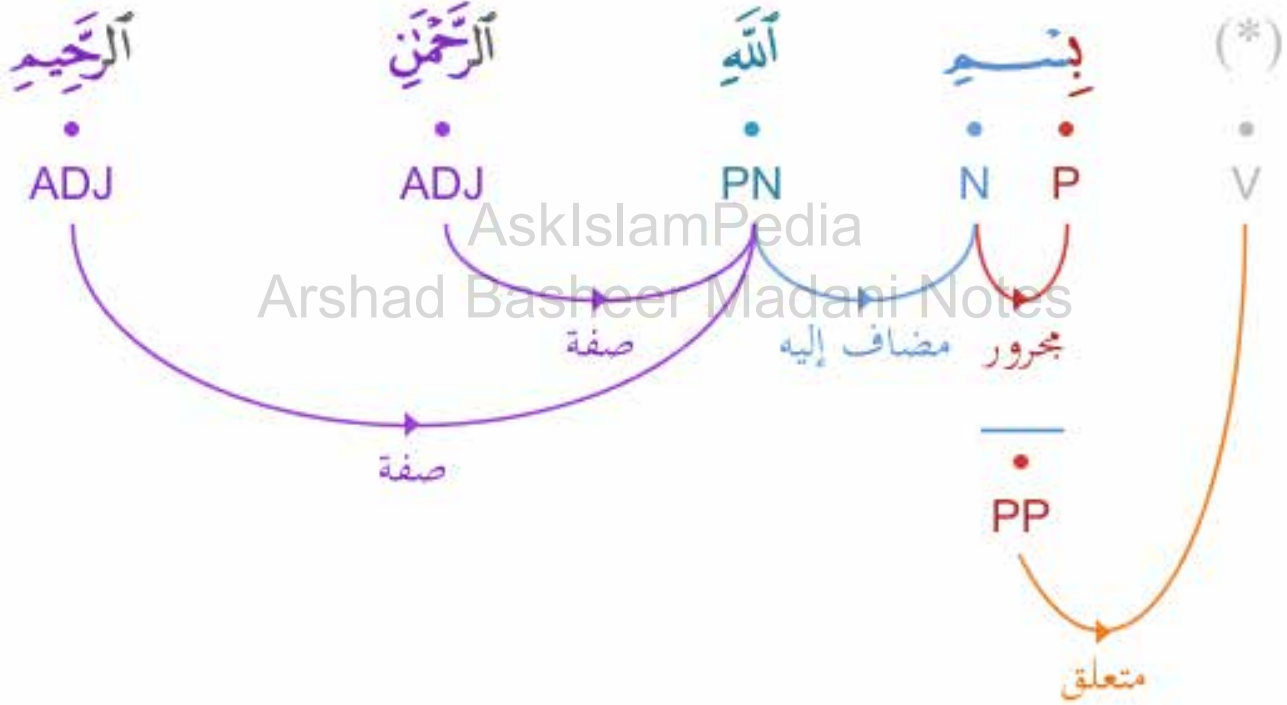 (*) بِسْمِ ٱللَّهِ ٱلرَّحْمَٰنِ ٱلرَّحِيمِ
V P N PN ADJ ADJ
AskIslamPedia
Arshad Basheer Madani Notes
مجرور مضاف إليه صفة
صفة
PP
متعلق